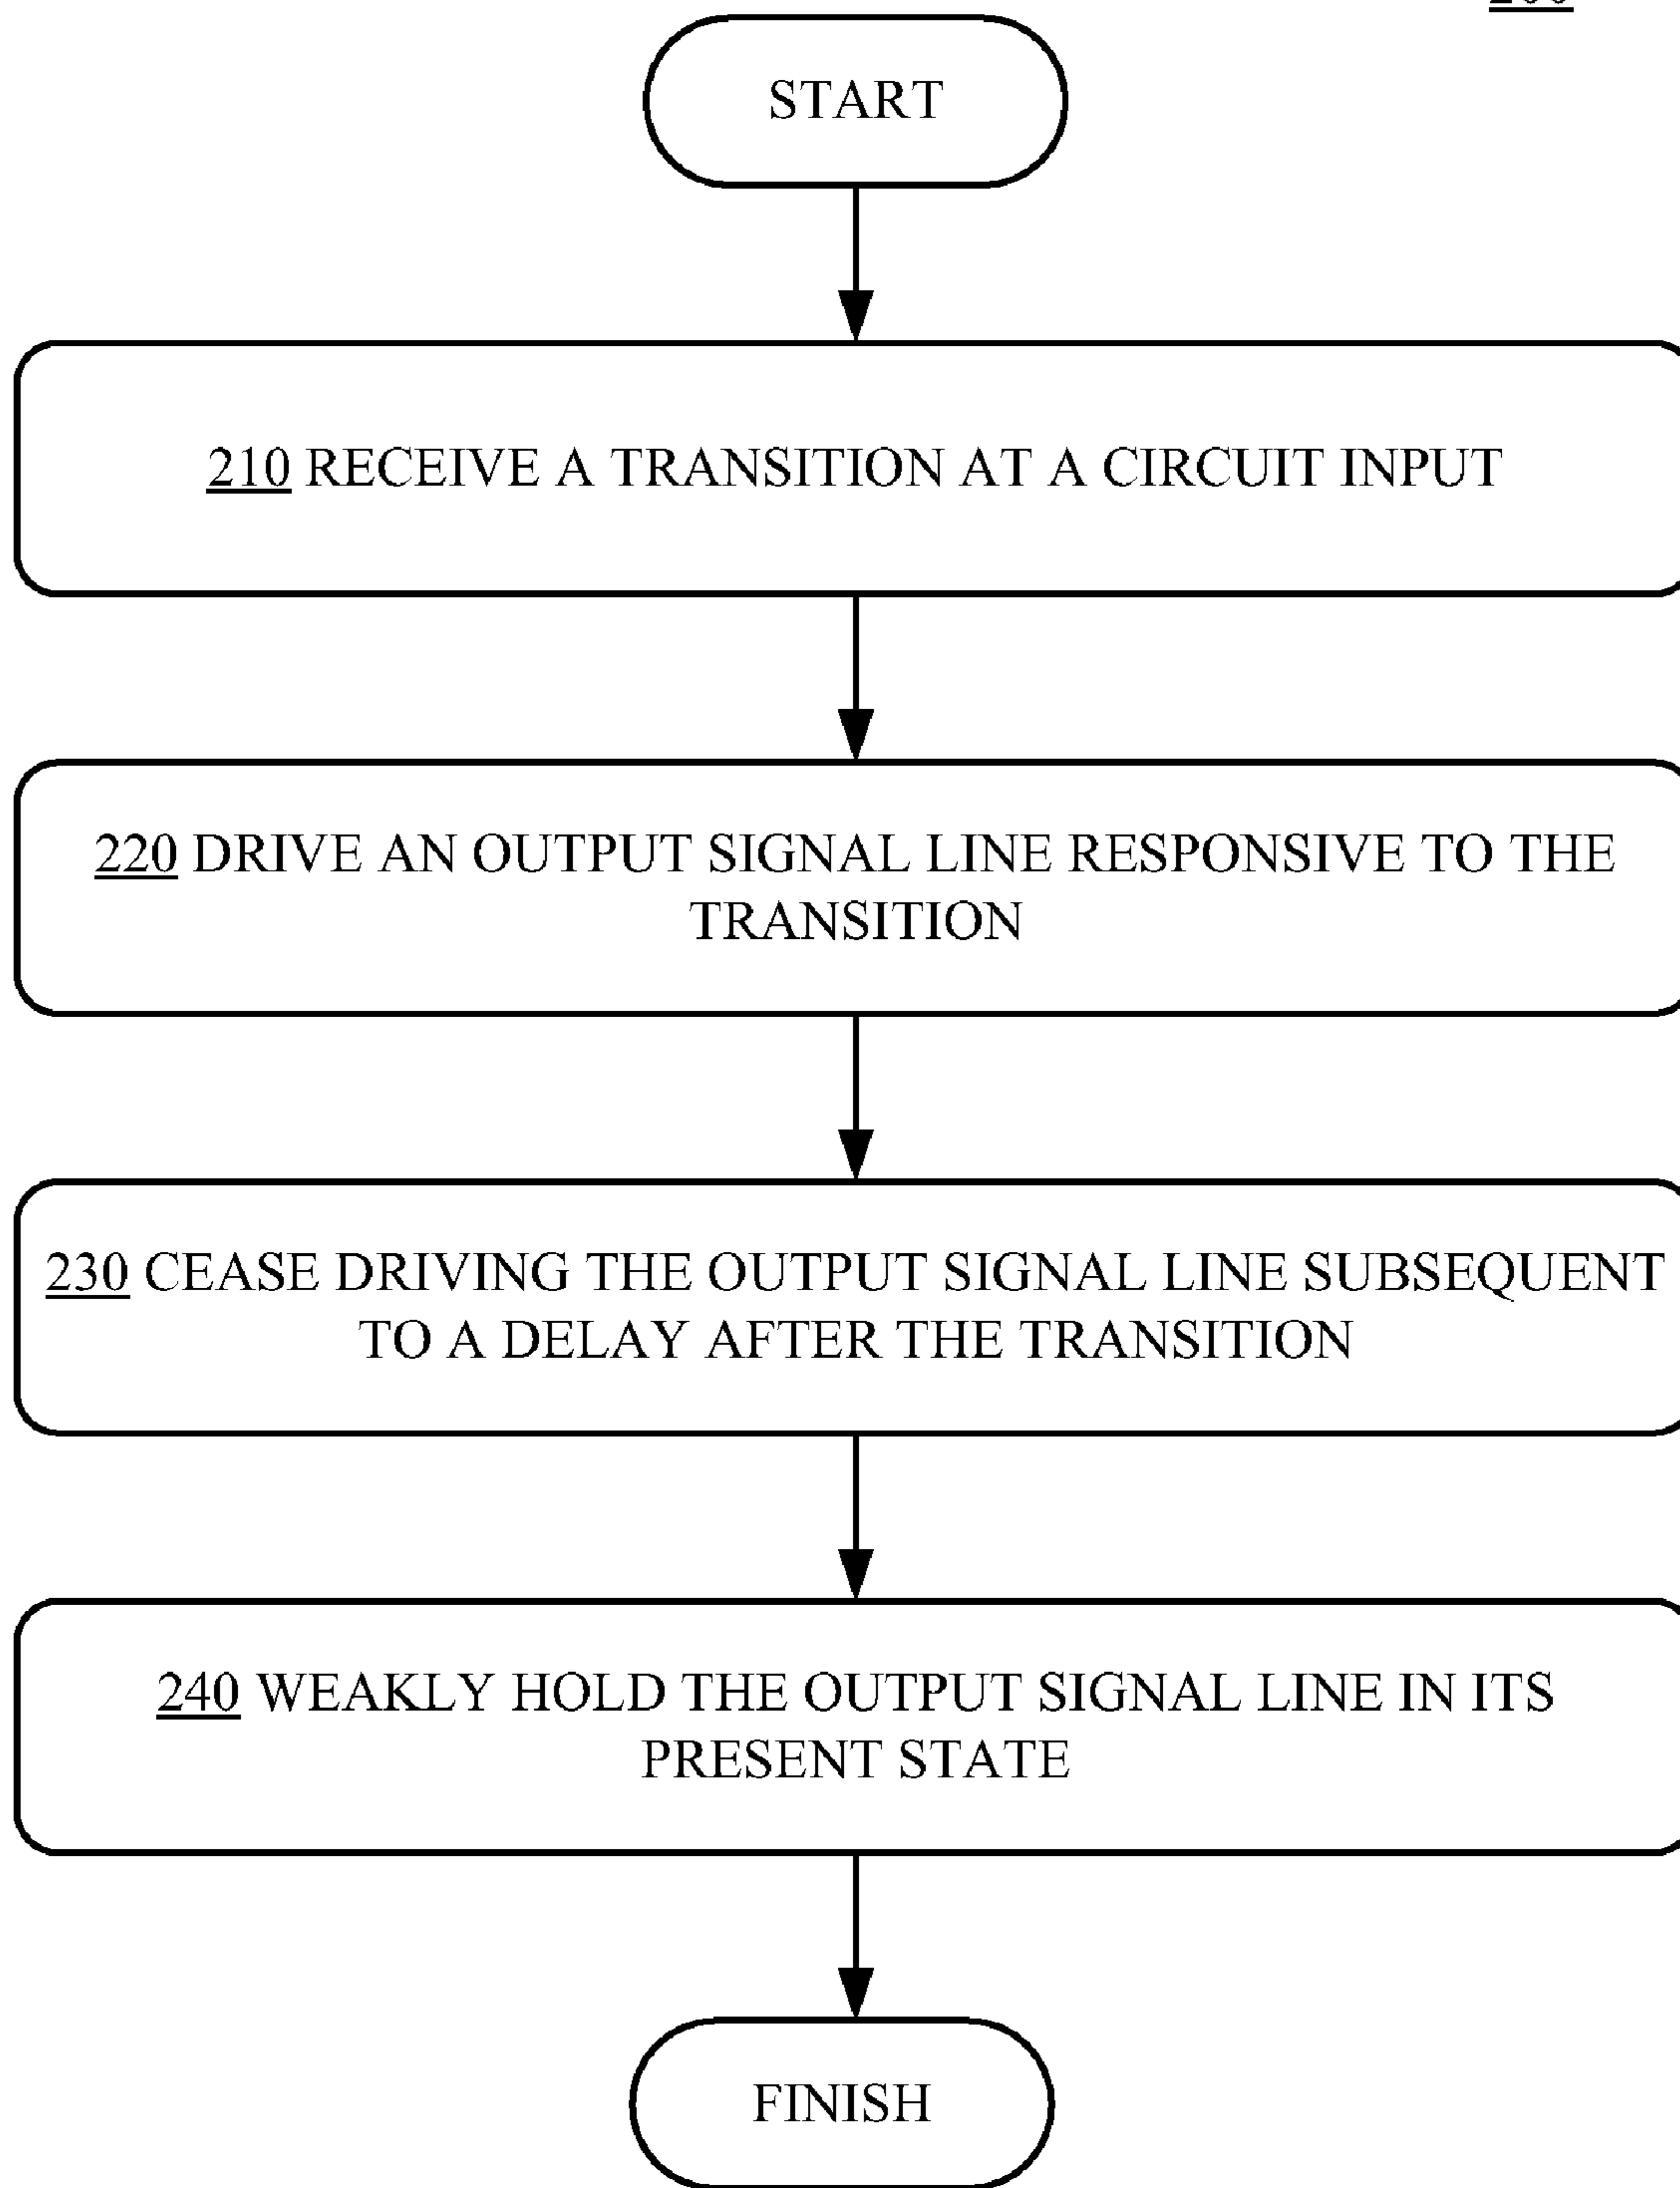 START
210 RECEIVE A TRANSITION AT A CIRCUIT INPUT
220 DRIVE AN OUTPUT SIGNAL LINE RESPONSIVE TO THE
TRANSITION
230 CEASE DRIVING THE OUTPUT SIGNAL LINE SUBSEQUENT
TO A DELAY AFTER THE TRANSITION
240 WEAKLY HOLD THE OUTPUT SIGNAL LINE IN ITS
PRESENT STATE
FINISH